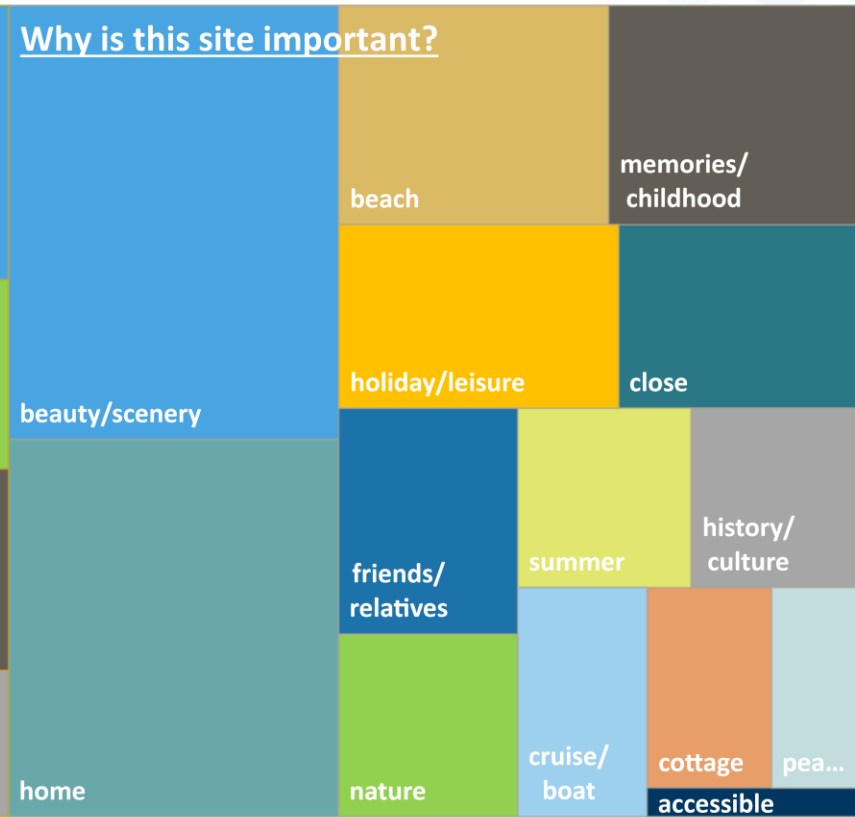 Why is this site important?
beauty/scenery
home
beach
memories/
childhood
holiday/leisure
close
friends/
relatives
summer
history/
culture
nature
cruise/
boat
cottage
pea...
accessible